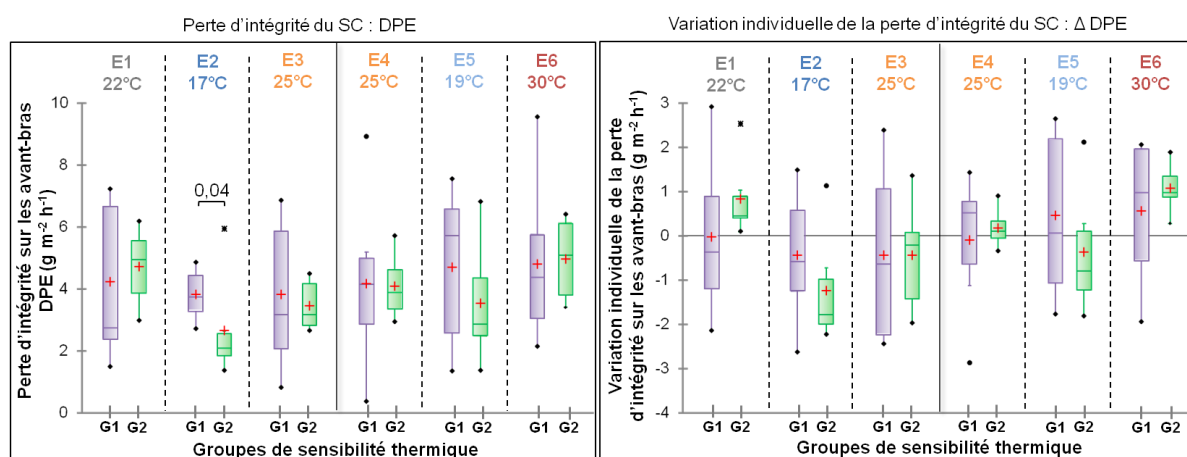 Perte d'intégrité du SC : DPE
E1 E2 E3 E4 E5 E6
22°C 17°C 25°C 25°C 19°C 30°C
Perte d'intégrité sur les avant-bras
DPE (g m⁻² h⁻¹)
10
8
6
4
2
0
0,04
G1 G2 G1 G2 G1 G2 G1 G2 G1 G2 G1 G2
Groupes de sensibilité thermique
Variation individuelle de la perte d'intégrité du SC : Δ DPE
E1 E2 E3 E4 E5 E6
22°C 17°C 25°C 25°C 19°C 30°C
Variation individuelle de la perte
d'intégrité sur les avant-bras (g m⁻² h⁻¹)
3
2
1
0
-1
-2
-3
-4
G1 G2 G1 G2 G1 G2 G1 G2 G1 G2 G1 G2
Groupes de sensibilité thermique